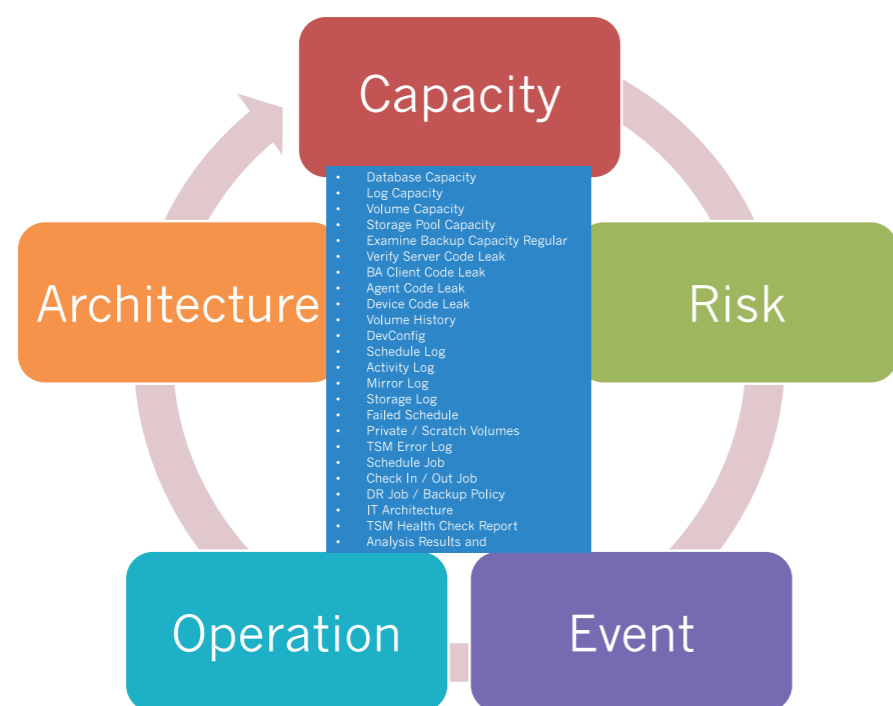 Capacity
• Database Capacity
• Log Capacity
• Volume Capacity
• Storage Pool Capacity
• Examine Backup Capacity Regular
• Verify Server Code Leak
• BA Client Code Leak
• Agent Code Leak
• Device Code Leak
• Volume History
• DevConfig
• Schedule Log
• Activity Log
• Mirror Log
• Storage Log
• Failed Schedule
• Private / Scratch Volumes
• TSM Error Log
• Schedule Job
• Check In / Out Job
• DR Job / Backup Policy
• IT Architecture
• TSM Health Check Report
• Analysis Results and
Architecture
Risk
Operation
Event